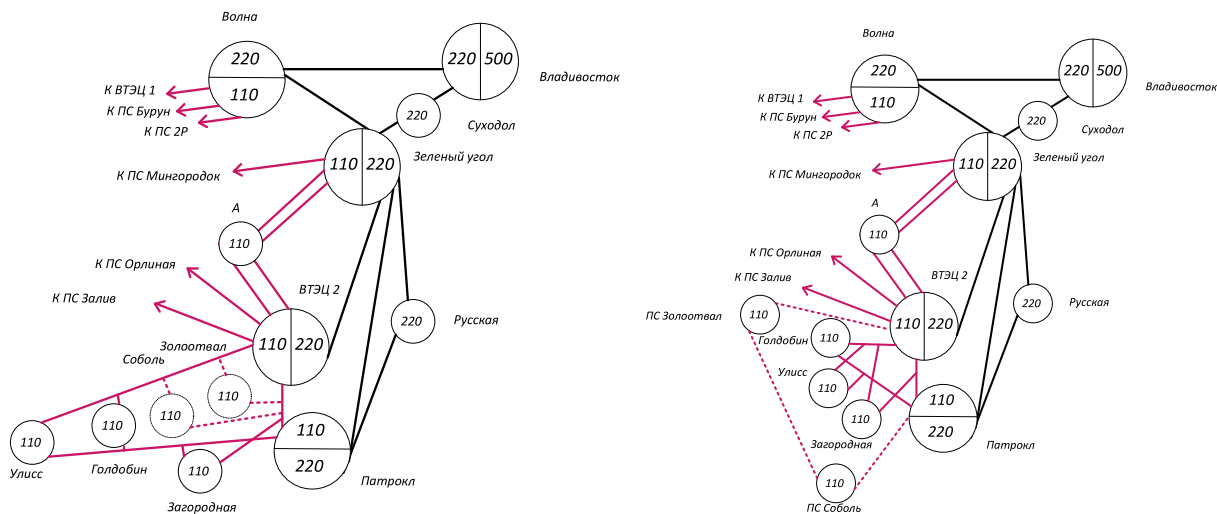 Волна
220
110
К ВТЭЦ 1
К ПС Бурун
К ПС 2Р
220
500
Владивосток
220
Суходол
110
220
Зеленый угол
К ПС Мингородок
А
110
К ПС Орлиная
К ПС Залив
ВТЭЦ 2
110
220
220
Русская
Золоотвал
Соболь
110
110
110
110
Улисс
Голдобин
110
Загородная
110
220
Патрокл
Волна
220
110
К ВТЭЦ 1
К ПС Бурун
К ПС 2Р
220
500
Владивосток
220
Суходол
110
220
Зеленый угол
К ПС Мингородок
А
110
К ПС Орлиная
К ПС Залив
ВТЭЦ 2
110
220
220
Русская
ПС Золоотвал
110
Голдобин
110
Улисс
110
110
Загородная
110
220
Патрокл
110
ПС Соболь